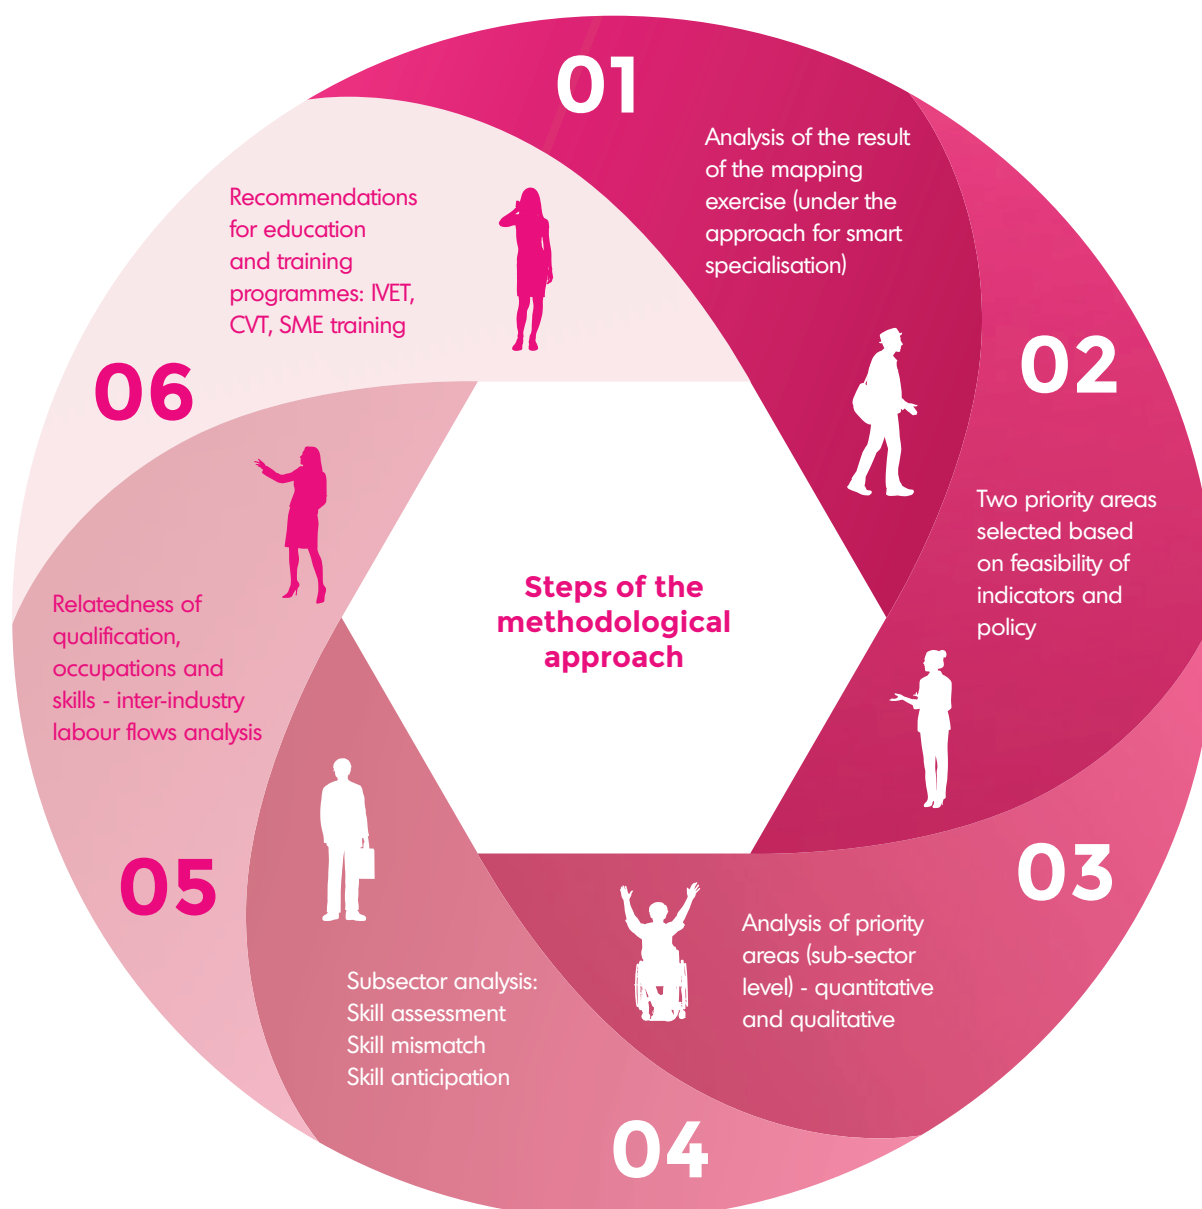 01
Analysis of the result
of the mapping
exercise (under the
approach for smart
specialisation)
02
Two priority areas
selected based
on feasibility of
indicators and
policy
03
Analysis of priority
areas (sub-sector
level) - quantitative
and qualitative
04
Subsector analysis:
Skill assessment
Skill mismatch
Skill anticipation
05
Relatedness of
qualification,
occupations and
skills - inter-industry
labour flows analysis
06
Recommendations
for education
and training
programmes: IVET,
CVT, SME training
Steps of the
methodological
approach